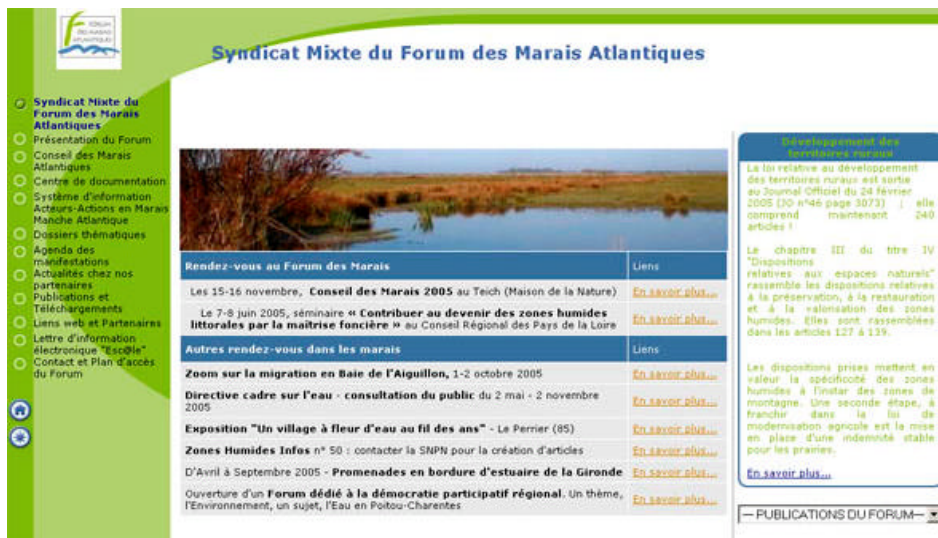 FORUM
DES MARAIS
ATLANTIQUES
Syndicat Mixte du Forum des Marais Atlantiques
Syndicat Mixte du
Forum des Marais
Atlantiques
Présentation du Forum
Conseil des Marais
Atlantiques
Centre de documentation
Système d'information
Acteurs-Actions en Marais
Manche Atlantique
Dossiers thématiques
Agenda des
manifestations
Actualités chez nos
partenaires
Publications et
Téléchargements
Liens web et Partenaires
Lettre d'information
électronique "Esc@le"
Contact et Plan d'accès
du Forum
Rendez-vous au Forum des Marais Liens
Les 15-16 novembre, Conseil des Marais 2005 au Teich (Maison de la Nature) En savoir plus...
Le 7-8 juin 2005, séminaire « Contribuer au devenir des zones humides
littorales par la maîtrise foncière » au Conseil Régional des Pays de la Loire En savoir plus...
Autres rendez-vous dans les marais Liens
Zoom sur la migration en Baie de l'Aiguillon, 1-2 octobre 2005 En savoir plus...
Directive cadre sur l'eau - consultation du public du 2 mai - 2 novembre
2005 En savoir plus...
Exposition "Un village à fleur d'eau au fil des ans" - Le Perrier (85) En savoir plus...
Zones Humides Infos n° 50 : contacter la SNPN pour la création d'articles En savoir plus...
D'Avril à Septembre 2005 - Promenades en bordure d'estuaire de la Gironde En savoir plus...
Ouverture d'un Forum dédié à la démocratie participatif régional. Un thème,
l'Environnement, un sujet, l'Eau en Poitou-Charentes En savoir plus...
Développement des
territoires ruraux
La loi relative au développement
des territoires ruraux est sortie
au Journal Officiel du 24 février
2005 (JO n°46 page 3073) ; elle
comprend maintenant 240
articles !
Le chapitre III du titre IV
"Dispositions
relatives aux espaces naturels"
rassemble les dispositions relatives
à la préservation, à la restauration
et à la valorisation des zones
humides. Elles sont rassemblées
dans les articles 127 à 139.
Les dispositions prises mettent en
valeur la spécificité des zones
humides à l'instar des zones de
montagne. Une seconde étape, à
franchir dans la loi de
modernisation agricole est la mise
en place d'une indemnité stable
pour les prairies.
En savoir plus...
— PUBLICATIONS DU FORUM—